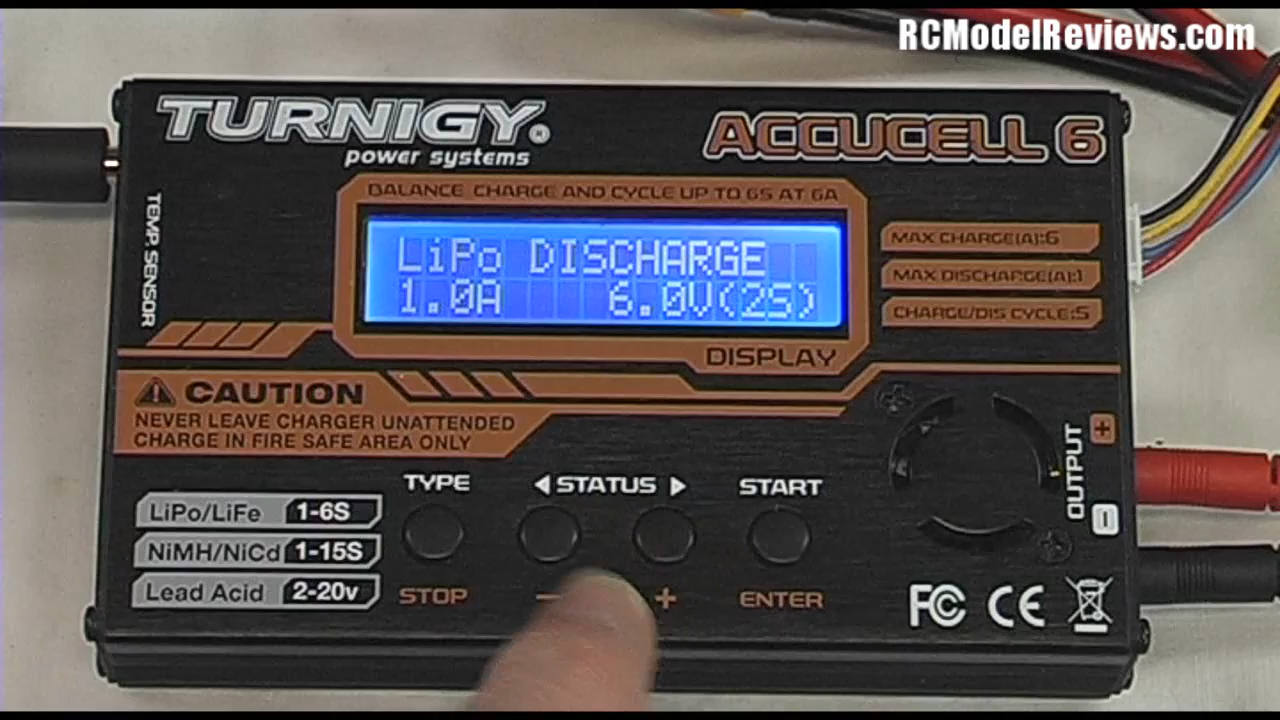 RCModelReviews.com
TURNIGY®
power systems
ACCUCELL 6
BALANCE CHARGE AND CYCLE UP TO 6S AT 6A
TEMP SENSOR
LiPo DISCHARGE
1.0A 6.0V(2S)
MAX CHARGE(A):6
MAX DISCHARGE(A):1
CHARGE/DIS CYCLE:5
DISPLAY
CAUTION
NEVER LEAVE CHARGER UNATTENDED
CHARGE IN FIRE SAFE AREA ONLY
TYPE
◀ STATUS ▶
START
OUTPUT
+
−
LiPo/LiFe 1-6S
NiMH/NiCd 1-15S
Lead Acid 2-20v
STOP
−
+
ENTER
FC CE